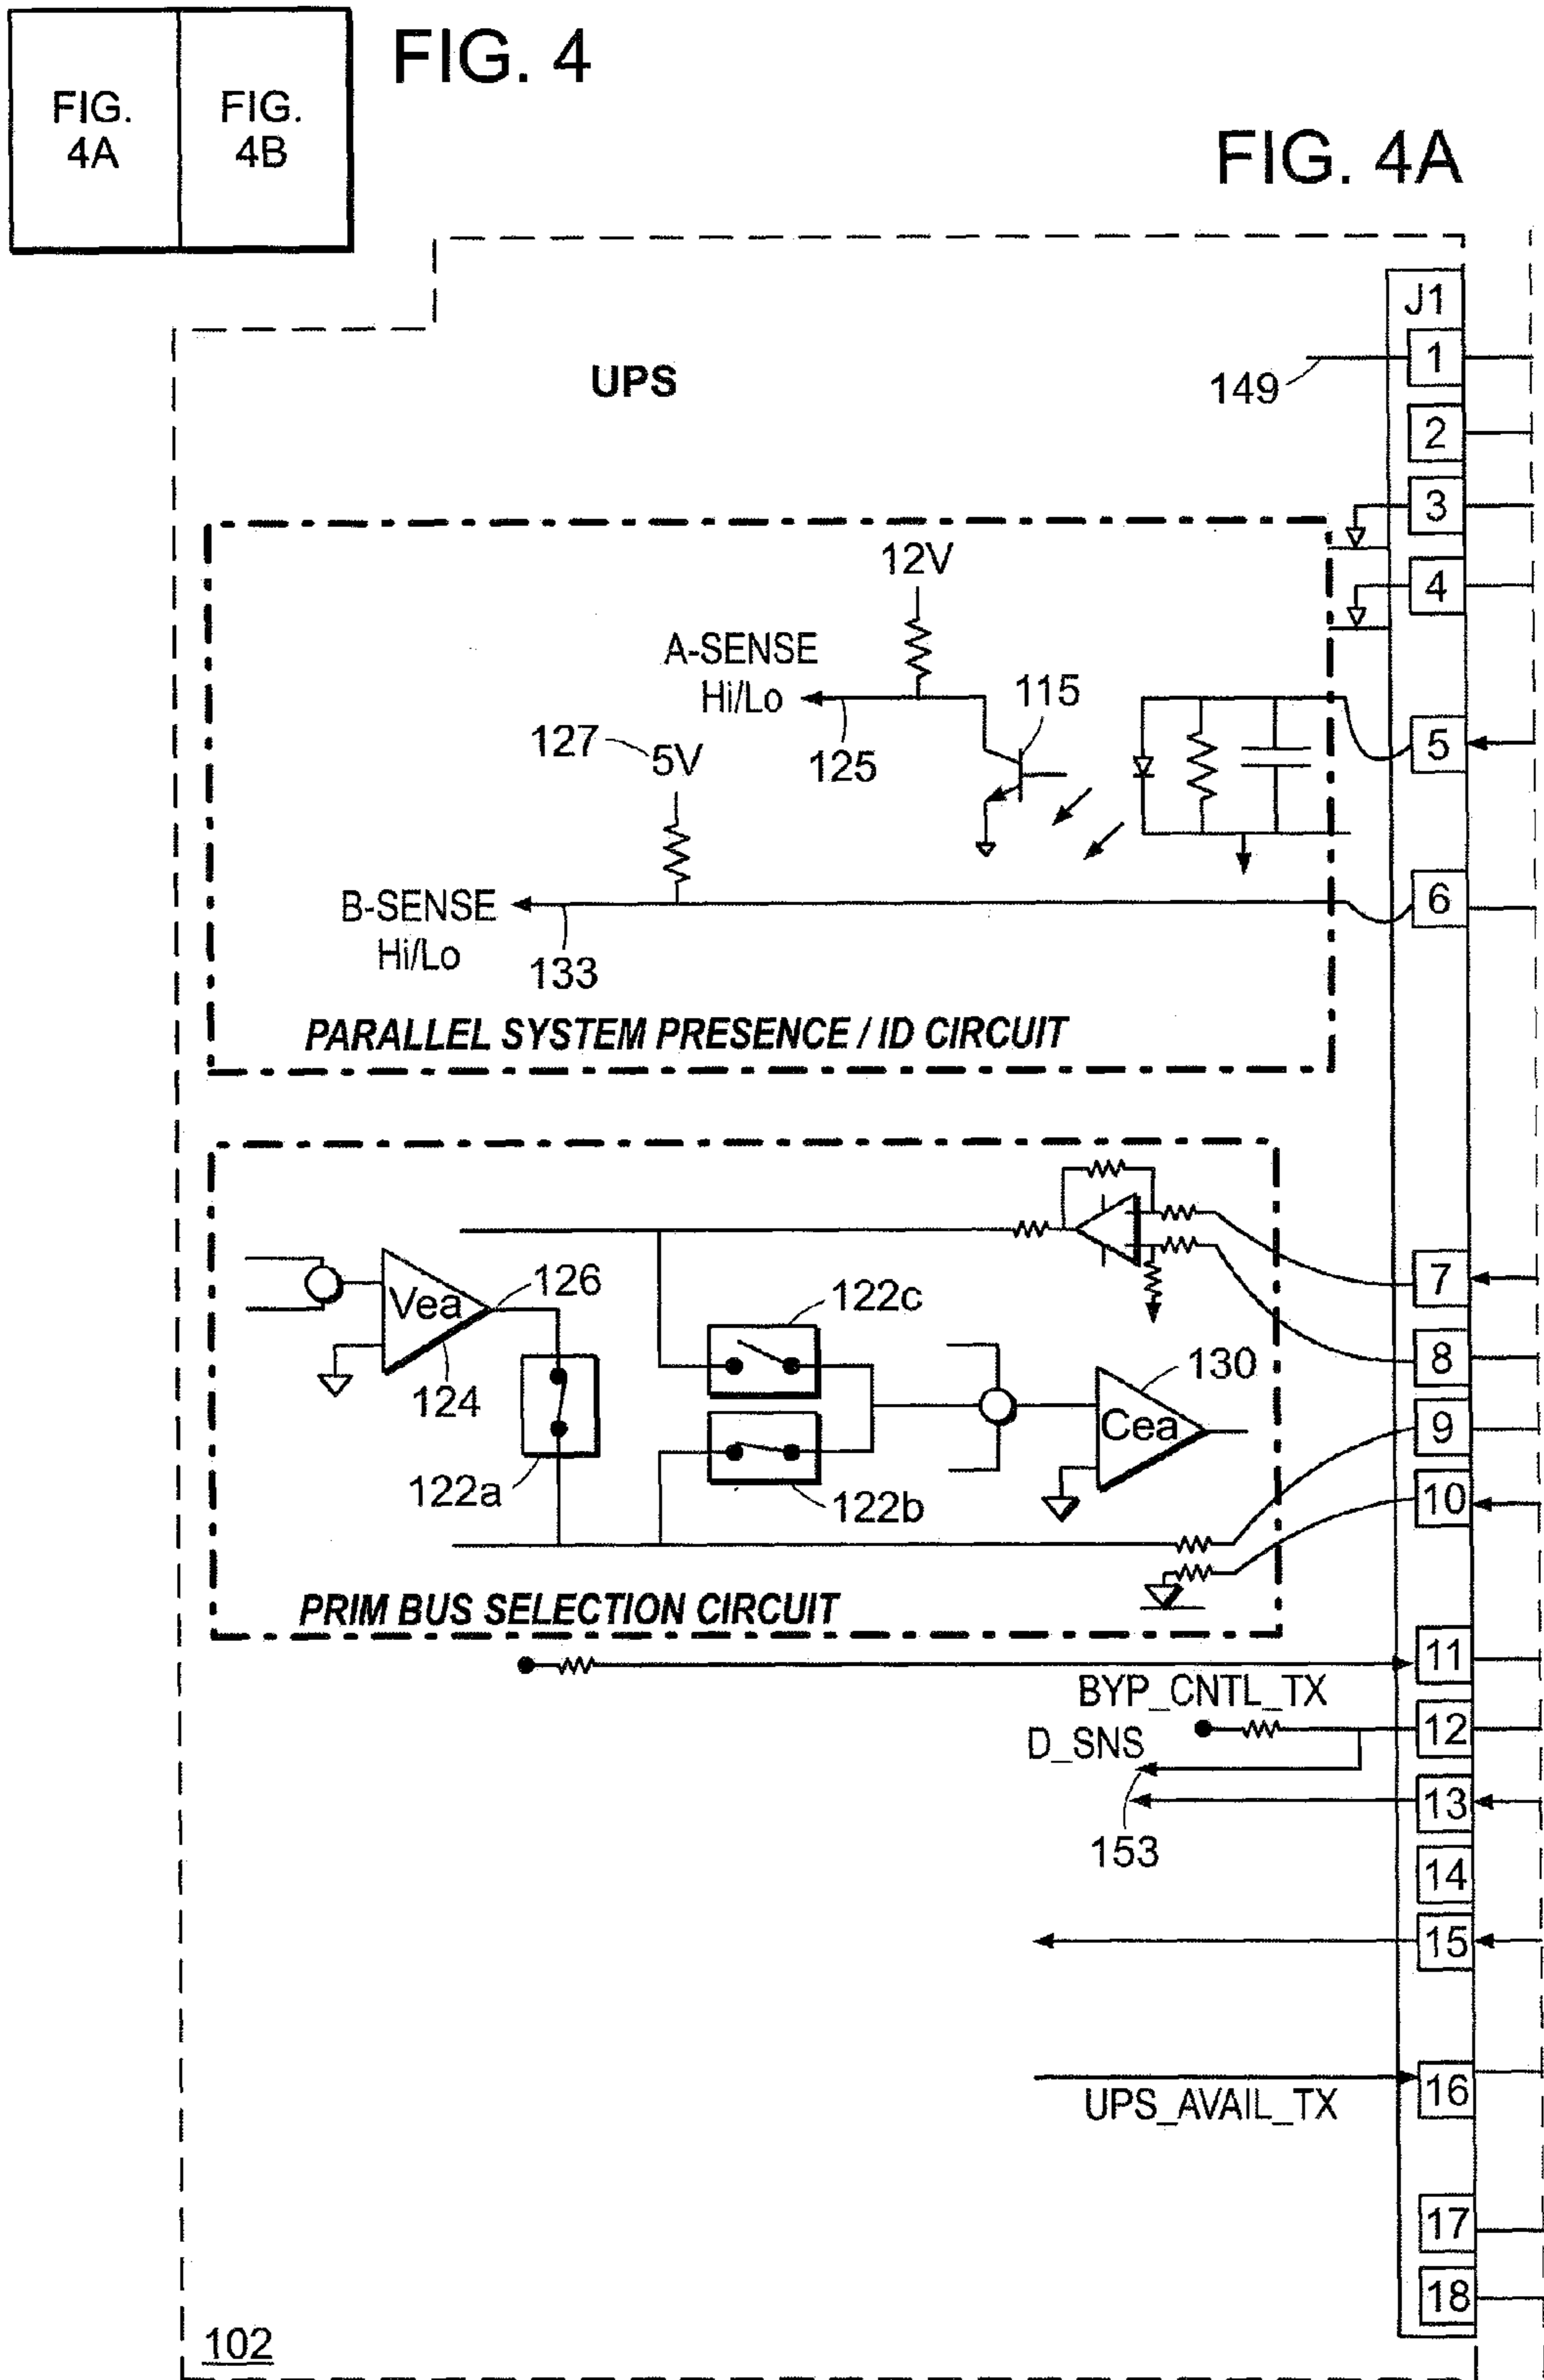 FIG. 4
FIG.
4A
FIG.
4B
FIG. 4A
J1
1
149
UPS
2
3
12V
4
A-SENSE
Hi/Lo
115
127
5V
125
5
B-SENSE
Hi/Lo
133
6
PARALLEL SYSTEM PRESENCE / ID CIRCUIT
Vea
126
122c
7
124
130
8
Cea
9
122a
122b
10
PRIM BUS SELECTION CIRCUIT
11
BYP_CNTL_TX
12
D_SNS
13
153
14
15
16
UPS_AVAIL_TX
17
18
102